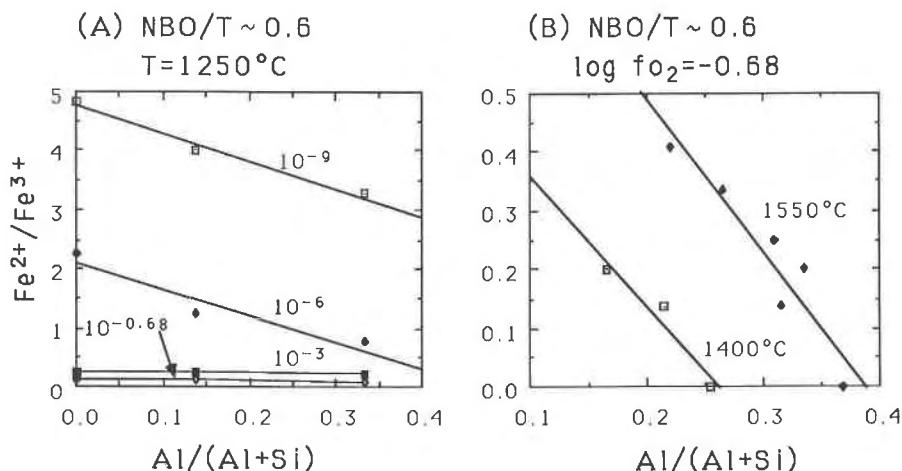 (A) NBO/T ~ 0.6
T=1250°C
(B) NBO/T ~ 0.6
log fo₂=-0.68
Fe²⁺/Fe³⁺
5
4
3
2
1
0
10⁻⁹
10⁻⁶
10⁻⁰·⁶⁸
10⁻³
0.0 0.1 0.2 0.3 0.4
Al/(Al+Si)
0.5
0.4
0.3
0.2
0.1
0.0
1550°C
1400°C
0.1 0.2 0.3 0.4
Al/(Al+Si)